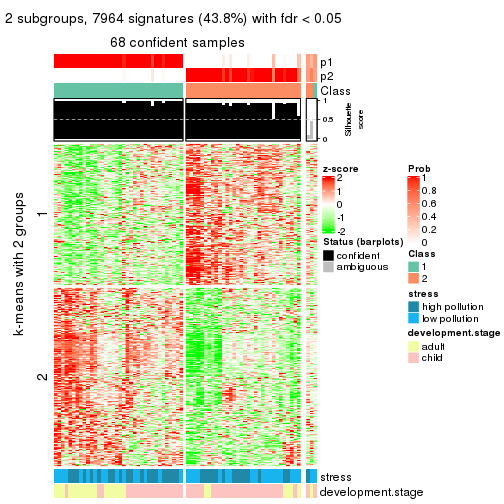 2 subgroups, 7964 signatures (43.8%) with fdr < 0.05
68 confident samples
p1
p2
Class
1
0.5
0
Silhouette
score
k-means with 2 groups
1
2
z-score
2
1
0
-1
-2
Status (barplots)
confident
ambiguous
Prob
1
0.8
0.6
0.4
0.2
0
Class
1
2
stress
high pollution
low pollution
development.stage
adult
child
stress
development.stage